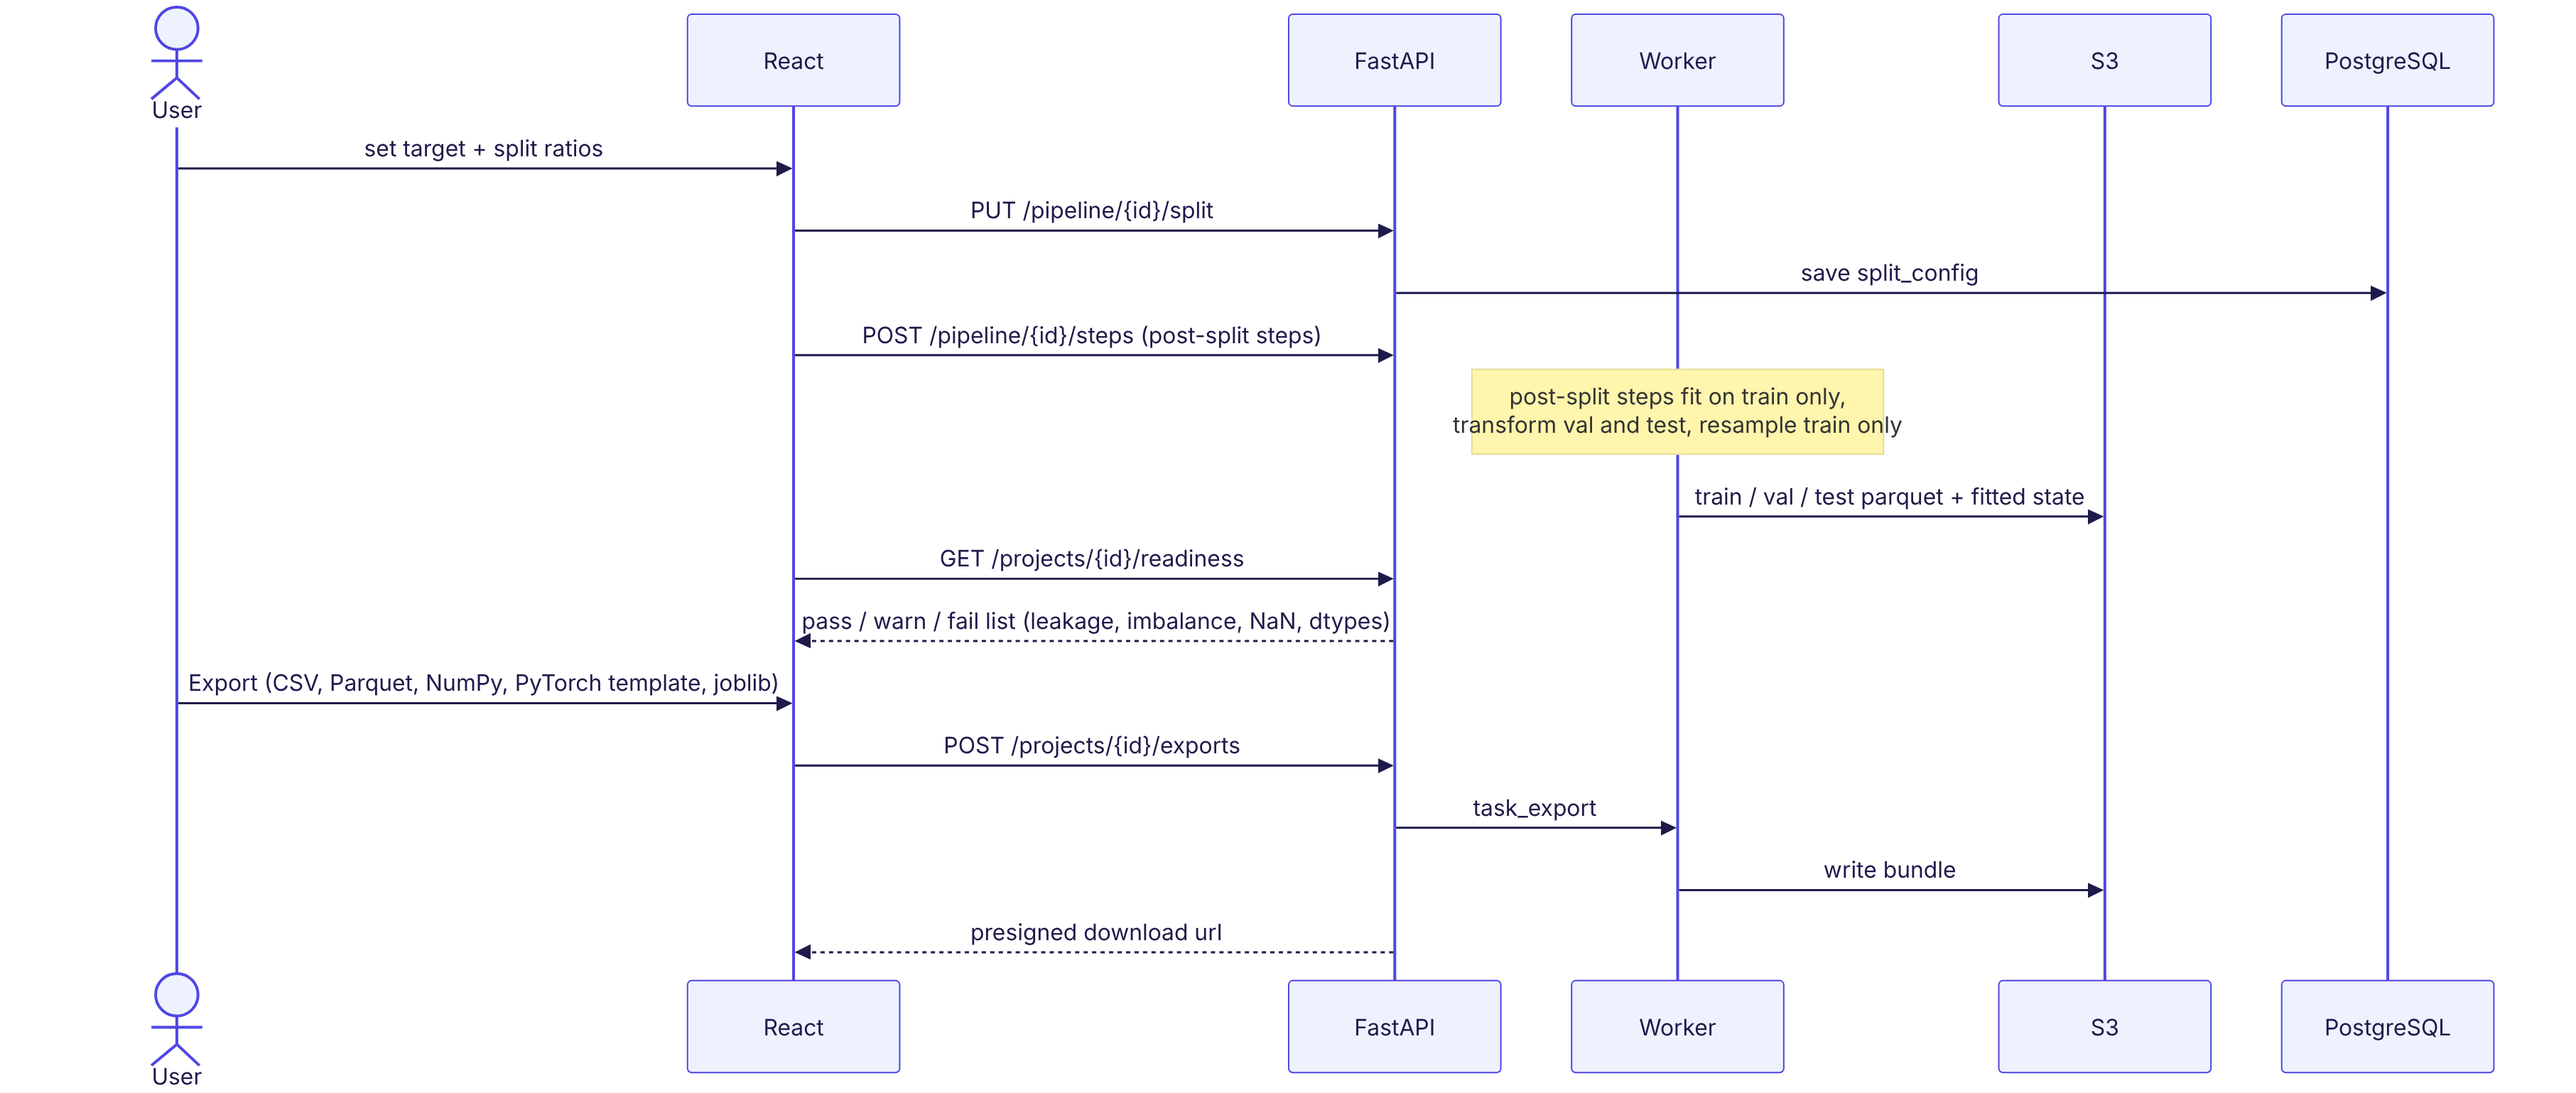 User
React
FastAPI
Worker
S3
PostgreSQL
set target + split ratios
PUT /pipeline/{id}/split
save split_config
POST /pipeline/{id}/steps (post-split steps)
post-split steps fit on train only,
transform val and test, resample train only
train / val / test parquet + fitted state
GET /projects/{id}/readiness
pass / warn / fail list (leakage, imbalance, NaN, dtypes)
Export (CSV, Parquet, NumPy, PyTorch template, joblib)
POST /projects/{id}/exports
task_export
write bundle
presigned download url
User
React
FastAPI
Worker
S3
PostgreSQL